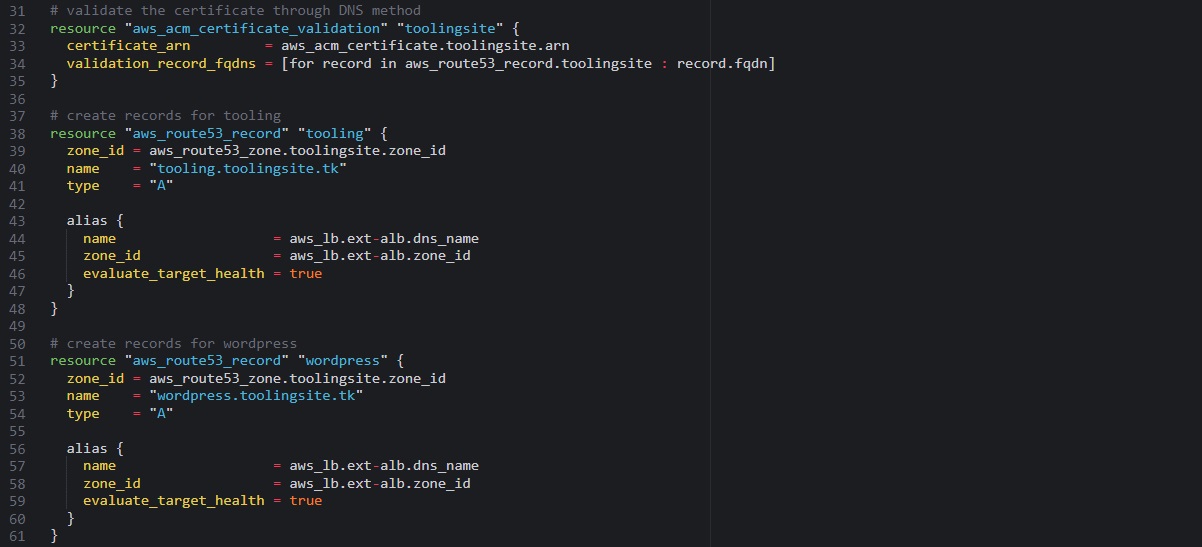 31 # validate the certificate through DNS method
32 resource "aws_acm_certificate_validation" "toolingsite" {
33   certificate_arn         = aws_acm_certificate.toolingsite.arn
34   validation_record_fqdns = [for record in aws_route53_record.toolingsite : record.fqdn]
35 }
36
37 # create records for tooling
38 resource "aws_route53_record" "tooling" {
39   zone_id = aws_route53_zone.toolingsite.zone_id
40   name    = "tooling.toolingsite.tk"
41   type    = "A"
42
43   alias {
44     name                   = aws_lb.ext-alb.dns_name
45     zone_id                = aws_lb.ext-alb.zone_id
46     evaluate_target_health = true
47   }
48 }
49
50 # create records for wordpress
51 resource "aws_route53_record" "wordpress" {
52   zone_id = aws_route53_zone.toolingsite.zone_id
53   name    = "wordpress.toolingsite.tk"
54   type    = "A"
55
56   alias {
57     name                   = aws_lb.ext-alb.dns_name
58     zone_id                = aws_lb.ext-alb.zone_id
59     evaluate_target_health = true
60   }
61 }